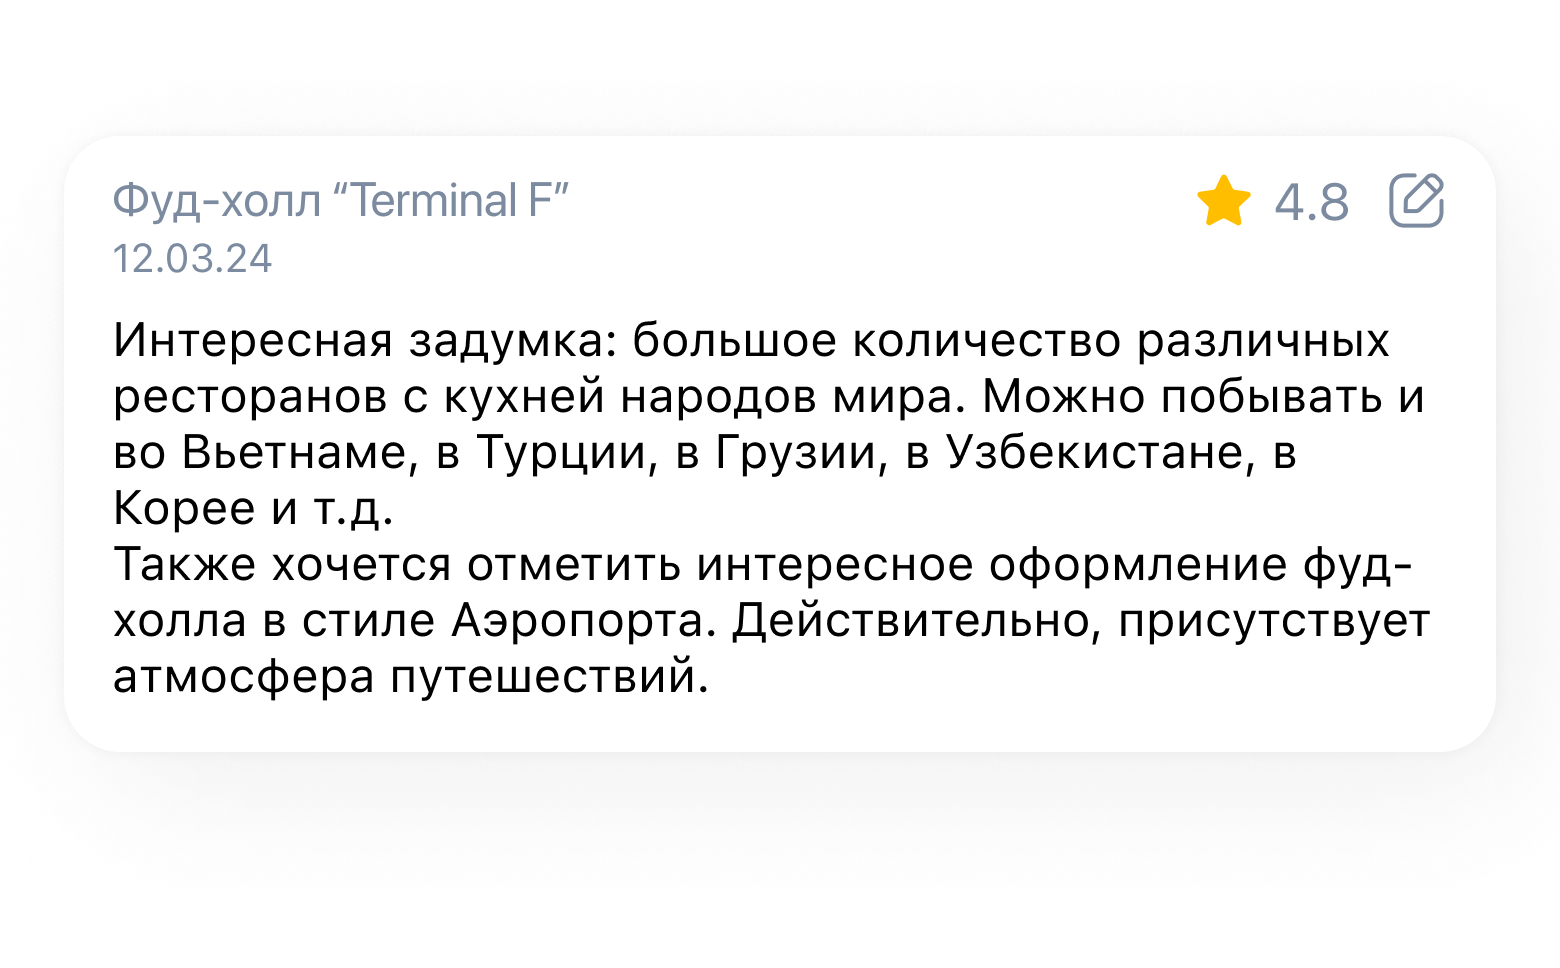 Фуд-холл “Terminal F”
4.8
12.03.24
Интересная задумка: большое количество различных
ресторанов с кухней народов мира. Можно побывать и
во Вьетнаме, в Турции, в Грузии, в Узбекистане, в
Корее и т.д.
Также хочется отметить интересное оформление фуд-
холла в стиле Аэропорта. Действительно, присутствует
атмосфера путешествий.